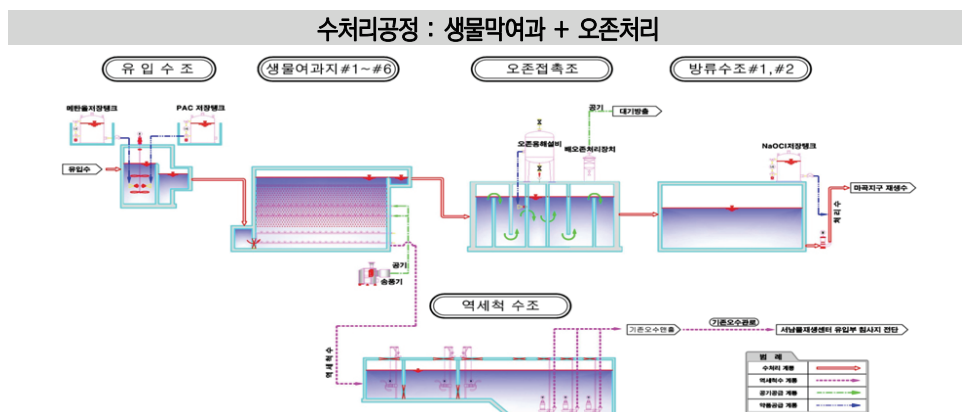 수처리공정 : 생물막여과 + 오존처리
유 입 수 조
생물여과지#1~#6
오존접촉조
방류수조#1,#2
메탄올저장탱크
PAC 저장탱크
유입수
공기
대기방출
오존용해설비
배오존처리장치
NaOCl저장탱크
마곡지구 재생수
처리수
공기
송풍기
역세척 수조
역세척수
기존오수맨홀
기존오수관로
서남물재생센터 유입부 침사지 전단
범 례
수처리 계통
역세척수 계통
공기공급 계통
약품공급 계통